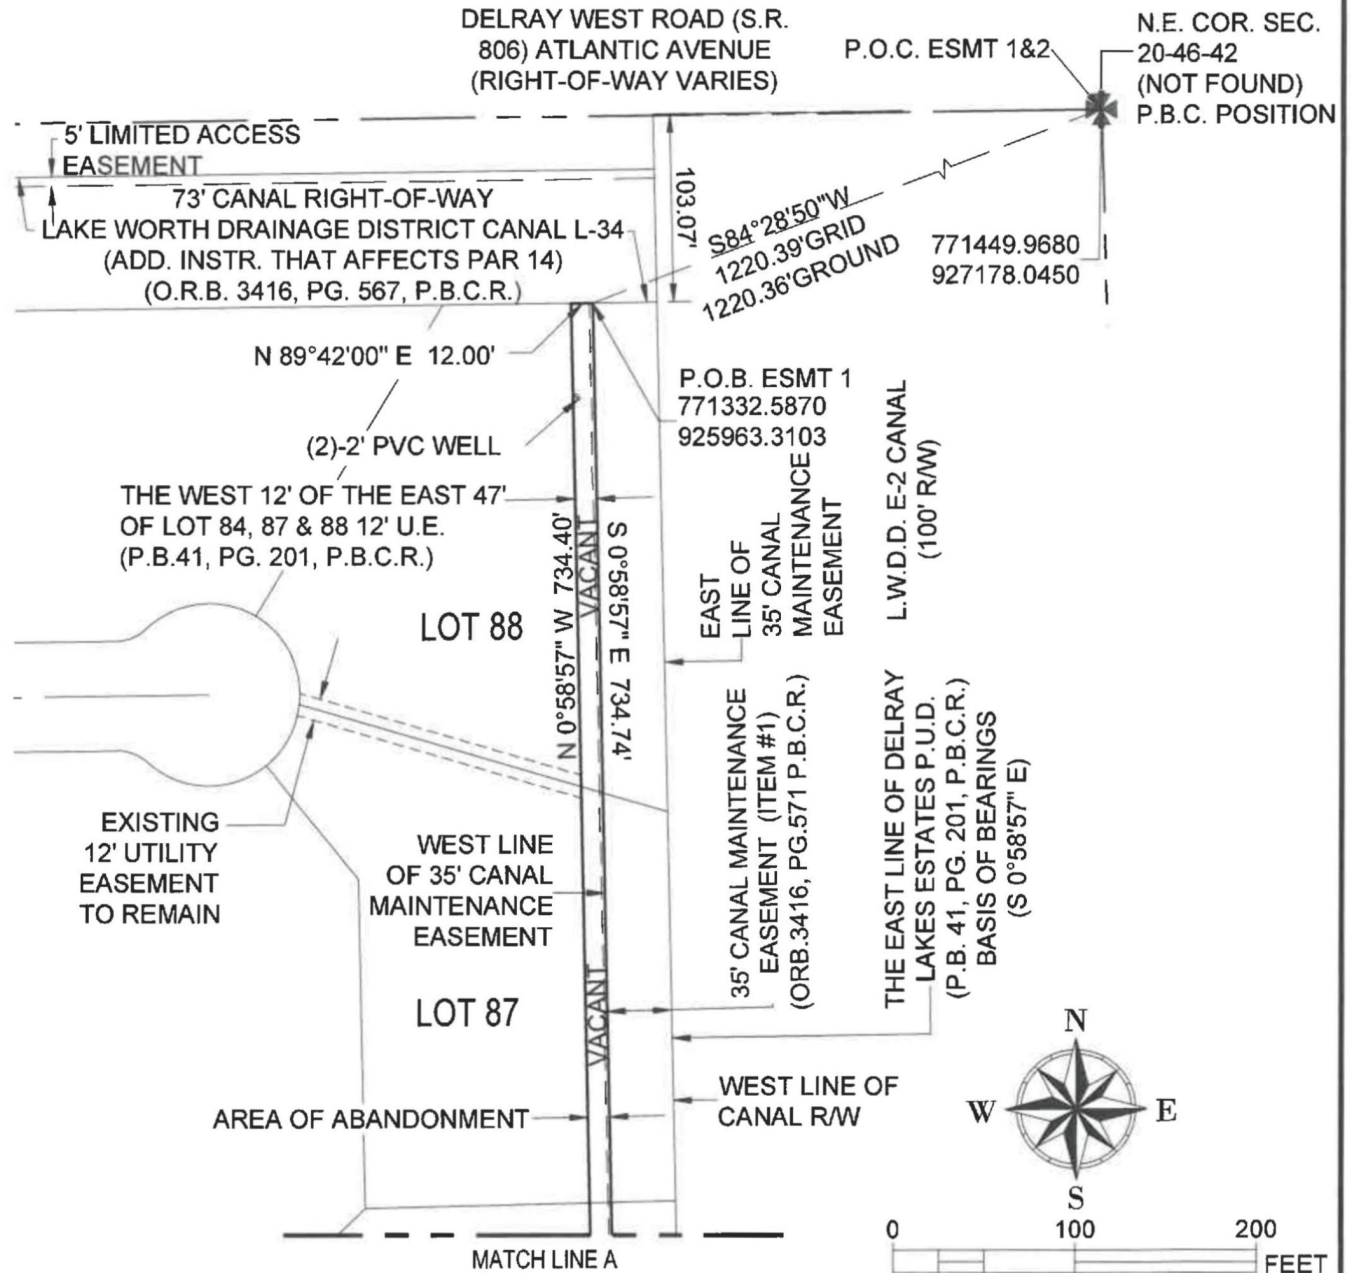 DELRAY WEST ROAD (S.R.
806) ATLANTIC AVENUE
(RIGHT-OF-WAY VARIES)
P.O.C. ESMT 1&2
N.E. COR. SEC.
20-46-42
(NOT FOUND)
P.B.C. POSITION
5' LIMITED ACCESS
EASEMENT
73' CANAL RIGHT-OF-WAY
LAKE WORTH DRAINAGE DISTRICT CANAL L-34
(ADD. INSTR. THAT AFFECTS PAR 14)
(O.R.B. 3416, PG. 567, P.B.C.R.)
103.07'
S84°28'50"W
1220.39'GRID
1220.36'GROUND
771449.9680
927178.0450
N 89°42'00" E 12.00'
P.O.B. ESMT 1
771332.5870
925963.3103
(2)-2' PVC WELL
THE WEST 12' OF THE EAST 47'
OF LOT 84, 87 & 88 12' U.E.
(P.B.41, PG. 201, P.B.C.R.)
LOT 88
N 0°58'57" W 734.40'
VACANT
S 0°58'57" E 734.74'
EAST
LINE OF
35' CANAL
MAINTENANCE
EASEMENT
L.W.D.D. E-2 CANAL
(100' R/W)
EXISTING
12' UTILITY
EASEMENT
TO REMAIN
WEST LINE
OF 35' CANAL
MAINTENANCE
EASEMENT
35' CANAL MAINTENANCE
EASEMENT (ITEM #1)
(ORB.3416, PG.571 P.B.C.R.)
THE EAST LINE OF DELRAY
LAKES ESTATES P.U.D.
(P.B. 41, PG. 201, P.B.C.R.)
BASIS OF BEARINGS
(S 0°58'57" E)
LOT 87
VACANT
AREA OF ABANDONMENT
WEST LINE OF
CANAL R/W
N
W E
S
MATCH LINE A
0 100 200
FEET